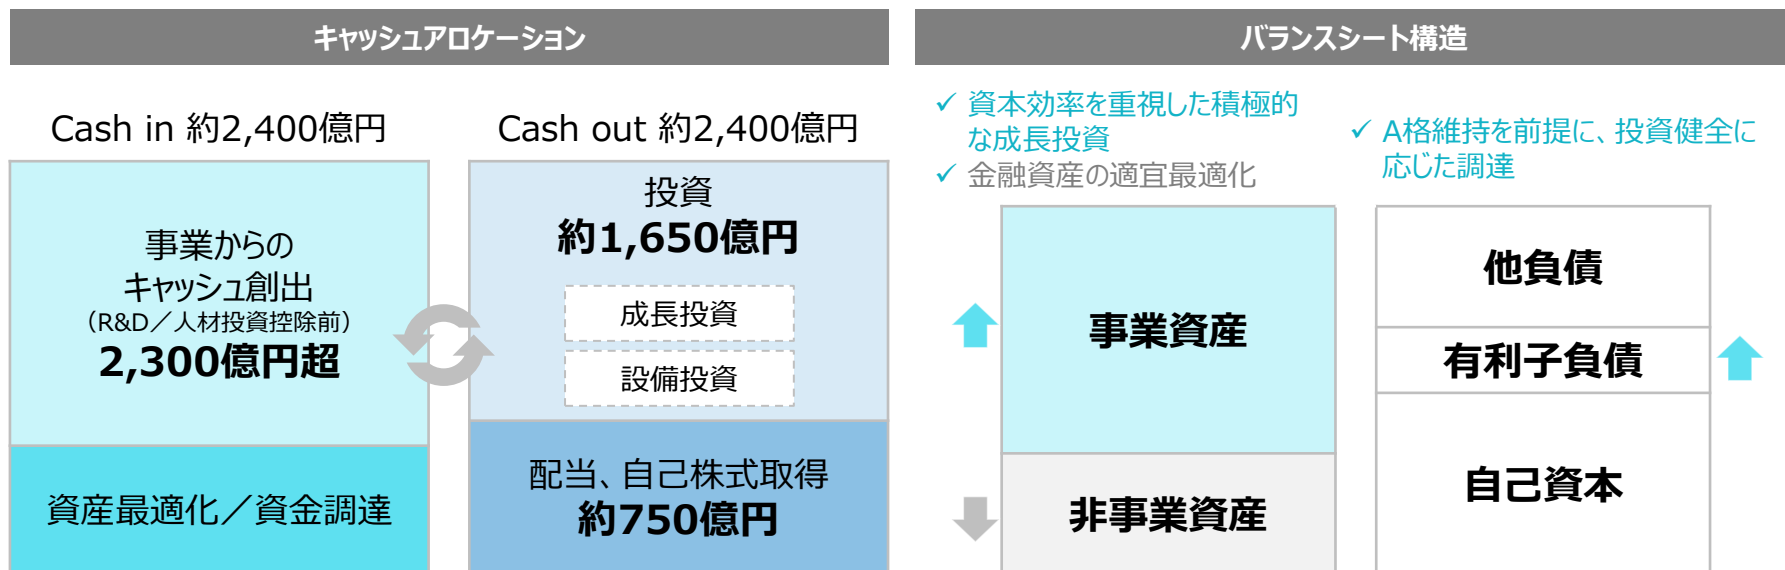 キャッシュアロケーション
Cash in 約2,400億円
事業からの
キャッシュ創出
（R&D／人材投資控除前）
2,300億円超
資産最適化／資金調達
Cash out 約2,400億円
投資
約1,650億円
成長投資
設備投資
配当、自己株式取得
約750億円
バランスシート構造
✓ 資本効率を重視した積極的
な成長投資
✓ 金融資産の適宜最適化
事業資産
非事業資産
✓ A格維持を前提に、投資健全に
応じた調達
他負債
有利子負債
自己資本